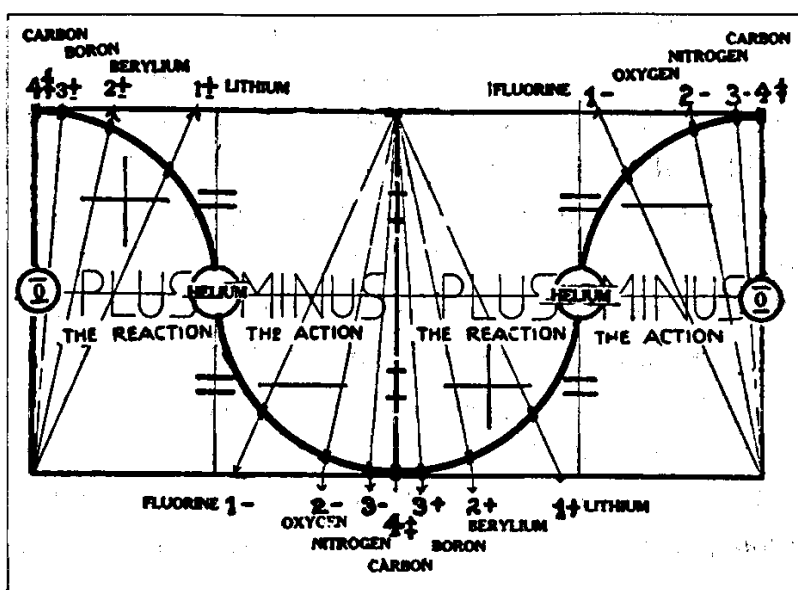 CARBON
BORON
BERYLIUM
4± 3± 2± 1± LITHIUM
CARBON
NITROGEN
OXYGEN
FLUORINE 1- 2- 3- 4±
+ = = -
0 PLUS HELIUM MINUS PLUS HELIUM MINUS 0
THE REACTION THE ACTION THE REACTION THE ACTION
= - + =
FLUORINE 1- 2- 3- 4± 3+ 2+ 1+ LITHIUM
OXYGEN BERYLIUM
NITROGEN BORON
CARBON